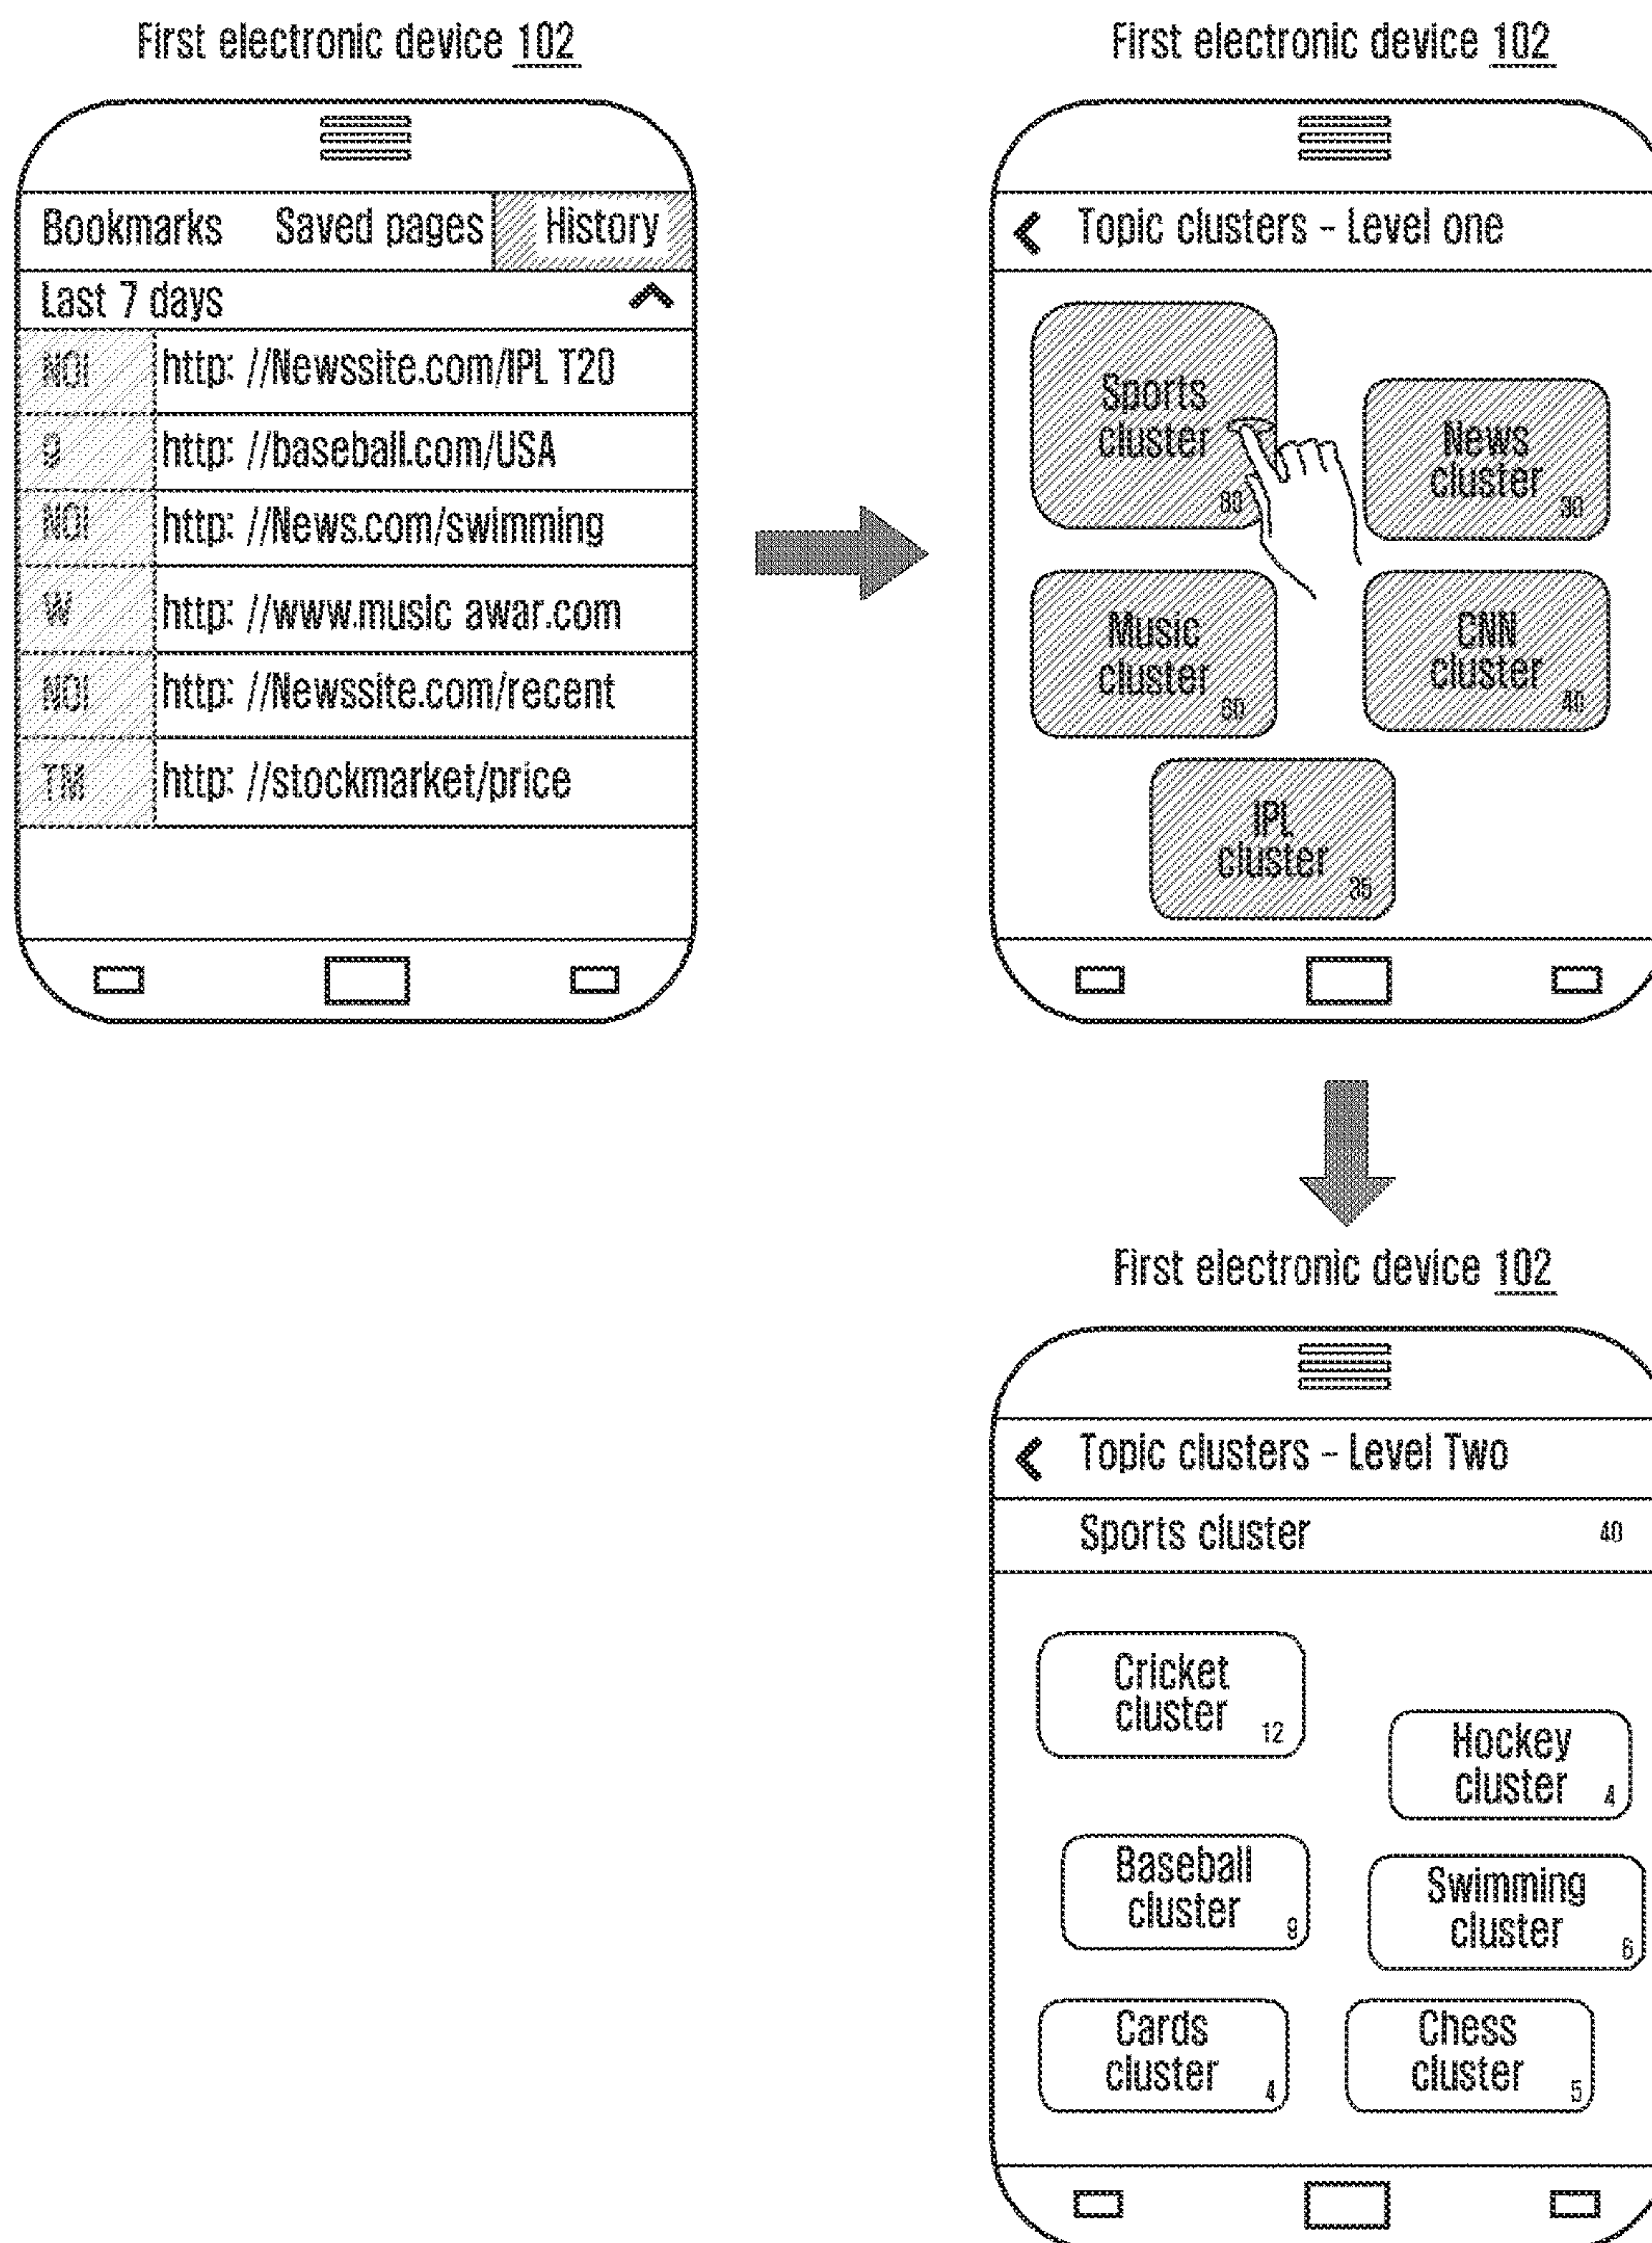 First electronic device 102
Bookmarks Saved pages History
Last 7 days
NOI http: //Newssite.com/IPL T20
9 http: //baseball.com/USA
NOI http: //News.com/swimming
W http: //www.music awar.com
NOI http: //Newssite.com/recent
TM http: //stockmarket/price
First electronic device 102
Topic clusters - Level one
Sports
cluster
80
News
cluster
30
Music
cluster
60
CNN
cluster
40
IPL
cluster
35
First electronic device 102
Topic clusters - Level Two
Sports cluster 40
Cricket
cluster
12
Hockey
cluster
4
Baseball
cluster
9
Swimming
cluster
6
Cards
cluster
4
Chess
cluster
5